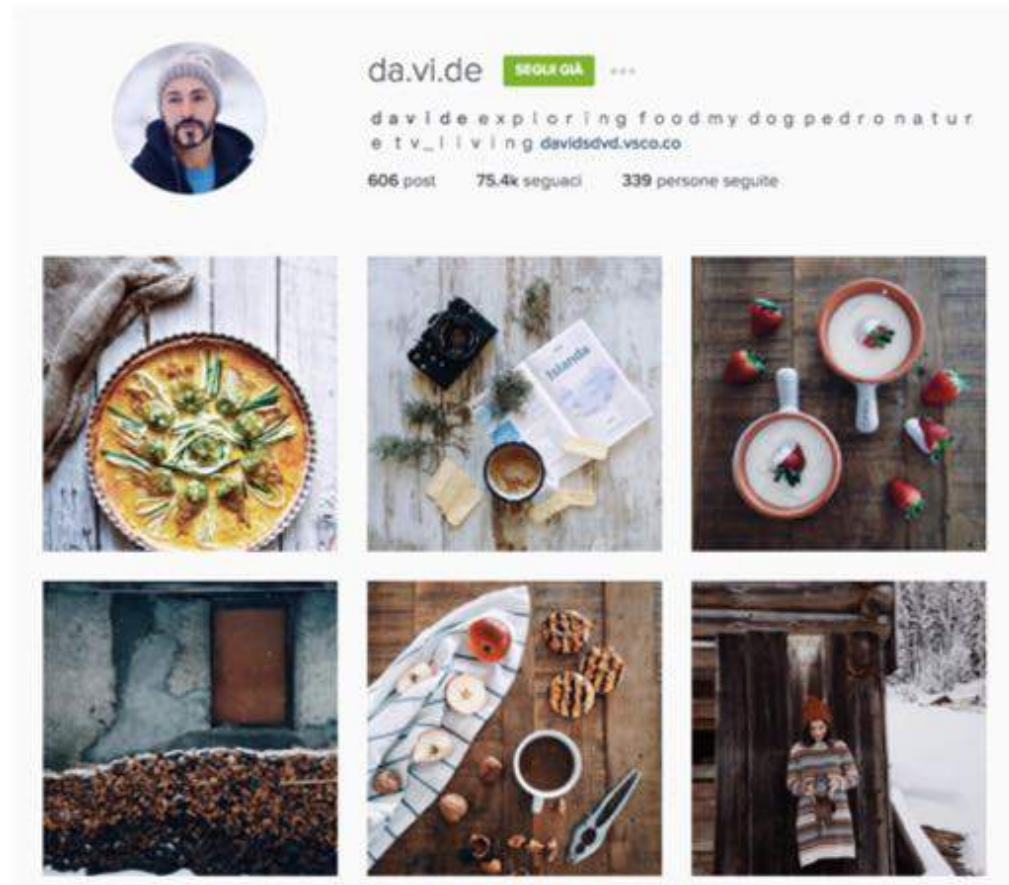 da.vi.de SEGUI GIÀ
d a v i d e e x p l o r i n g f o o d m y d o g p e d r o n a t u r
e t v _ l i v i n g davidsdvd.vsco.co
606 post 75.4k seguaci 339 persone seguite
Islanda